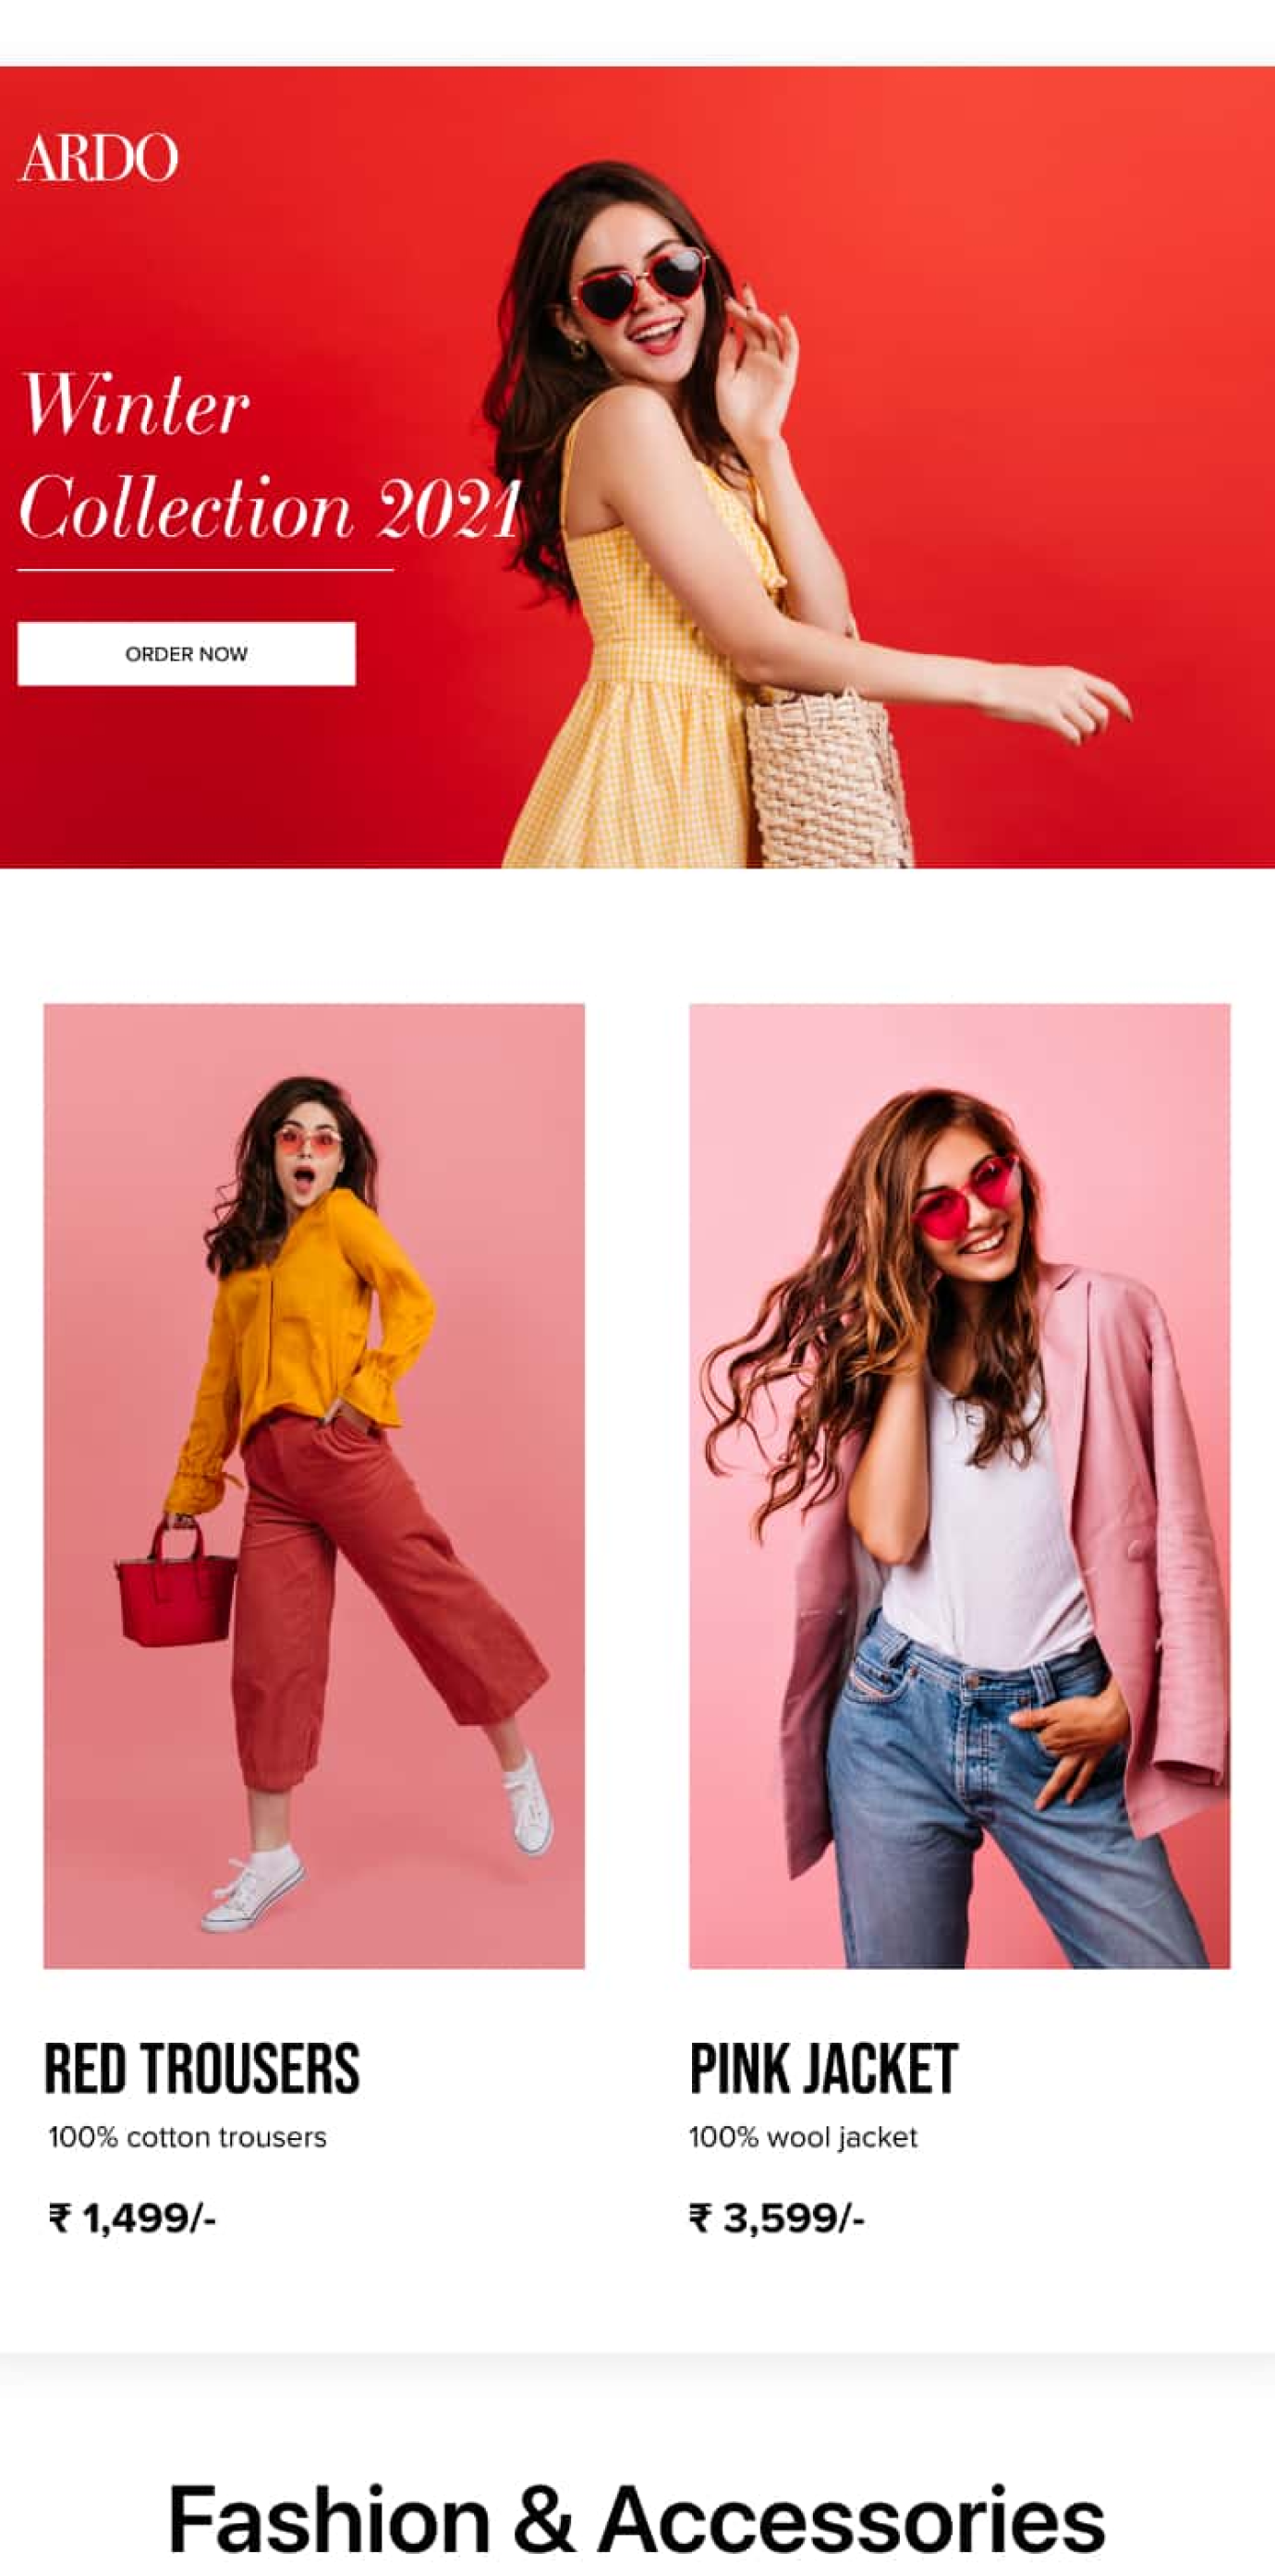 ARDO
Winter
Collection 2021
ORDER NOW
RED TROUSERS
100% cotton trousers
₹ 1,499/-
PINK JACKET
100% wool jacket
₹ 3,599/-
Fashion & Accessories